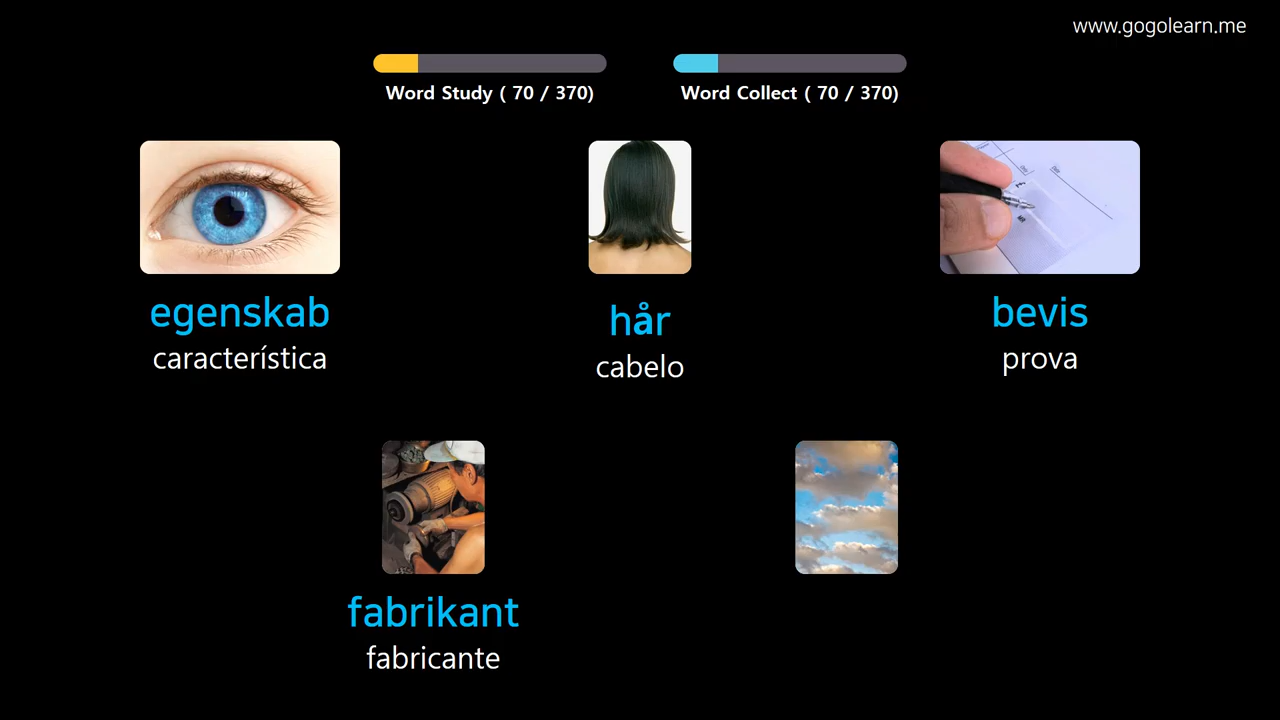 www.gogolearn.me
Word Study ( 70 / 370)
Word Collect ( 70 / 370)
egenskab
característica
hår
cabelo
bevis
prova
fabrikant
fabricante